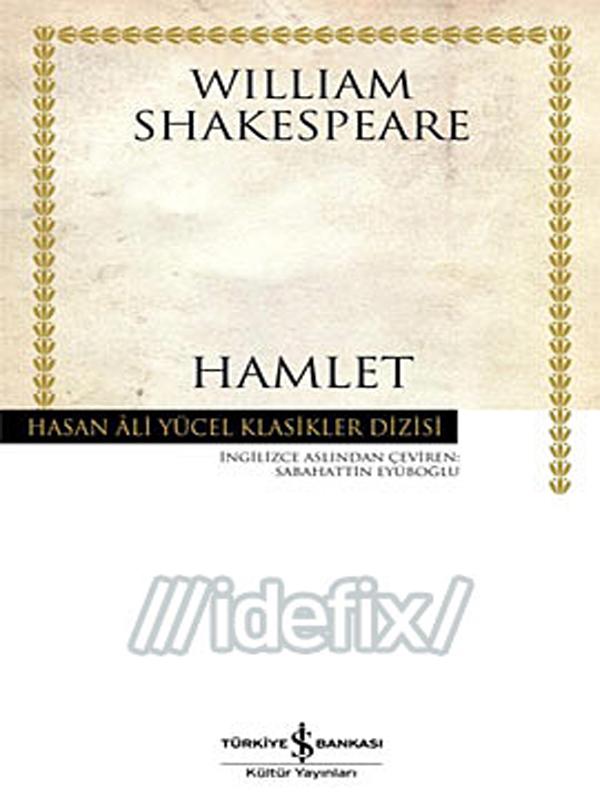 WILLIAM
SHAKESPEARE
HAMLET
HASAN ÂLİ YÜCEL KLASİKLER DİZİSİ
İNGİLİZCE ASLINDAN ÇEVİREN:
SABAHATTİN EYÜBOĞLU
///idefix/
TÜRKİYE İŞ BANKASI
Kültür Yayınları